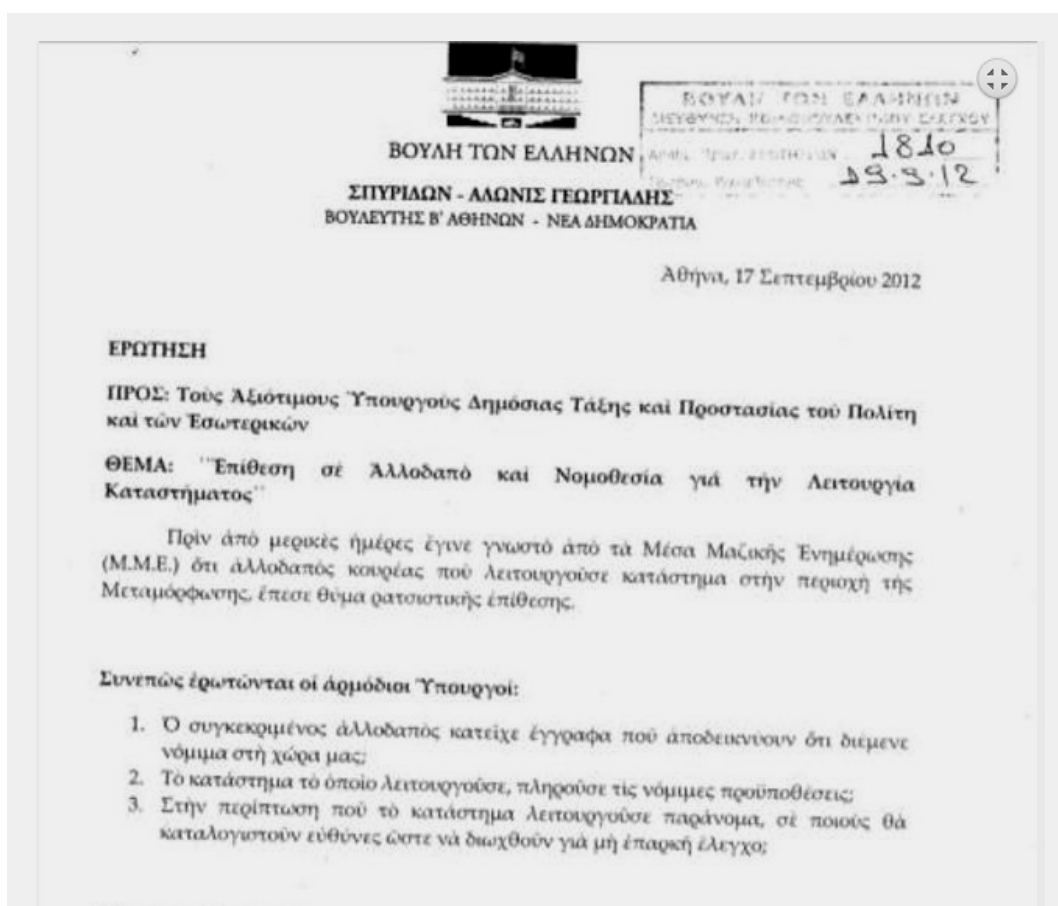 ΒΟΥΛΗ ΤΩΝ ΕΛΛΗΝΩΝ
1810
19.9.12
ΒΟΥΛΗ ΤΩΝ ΕΛΛΗΝΩΝ
ΣΠΥΡΙΔΩΝ - ΑΔΩΝΙΣ ΓΕΩΡΓΙΑΔΗΣ
ΒΟΥΛΕΥΤΗΣ Β' ΑΘΗΝΩΝ - ΝΕΑ ΔΗΜΟΚΡΑΤΙΑ
Ἀθήνα, 17 Σεπτεμβρίου 2012
ΕΡΩΤΗΣΗ
ΠΡΟΣ: Τοὺς Ἀξιότιμους Ὑπουργοὺς Δημόσιας Τάξης καὶ Προστασίας τοῦ Πολίτη
καὶ τῶν Ἐσωτερικῶν
ΘΕΜΑ: ``Ἐπίθεση σὲ Ἀλλοδαπὸ καὶ Νομοθεσία γιὰ τὴν Λειτουργία
Καταστήματος``
Πρὶν ἀπὸ μερικὲς ἡμέρες ἔγινε γνωστὸ ἀπὸ τὰ Μέσα Μαζικῆς Ἐνημέρωσης
(Μ.Μ.Ε.) ὅτι ἀλλοδαπὸς κουρέας ποὺ λειτουργοῦσε κατάστημα στὴν περιοχὴ τῆς
Μεταμόρφωσης, ἔπεσε θῦμα ρατσιστικῆς ἐπίθεσης.
Συνεπῶς ἐρωτῶνται οἱ ἁρμόδιοι Ὑπουργοί:
1. Ὁ συγκεκριμένος ἀλλοδαπὸς κατεῖχε ἔγγραφα ποὺ ἀποδεικνύουν ὅτι διέμενε
νόμιμα στὴ χώρα μας;
2. Τὸ κατάστημα τὸ ὁποῖο λειτουργοῦσε, πληροῦσε τὶς νόμιμες προϋποθέσεις;
3. Στὴν περίπτωση ποὺ τὸ κατάστημα λειτουργοῦσε παράνομα, σὲ ποιοὺς θὰ
καταλογιστοῦν εὐθύνες ὥστε νὰ διωχθοῦν γιὰ μὴ ἐπαρκῆ ἔλεγχο;